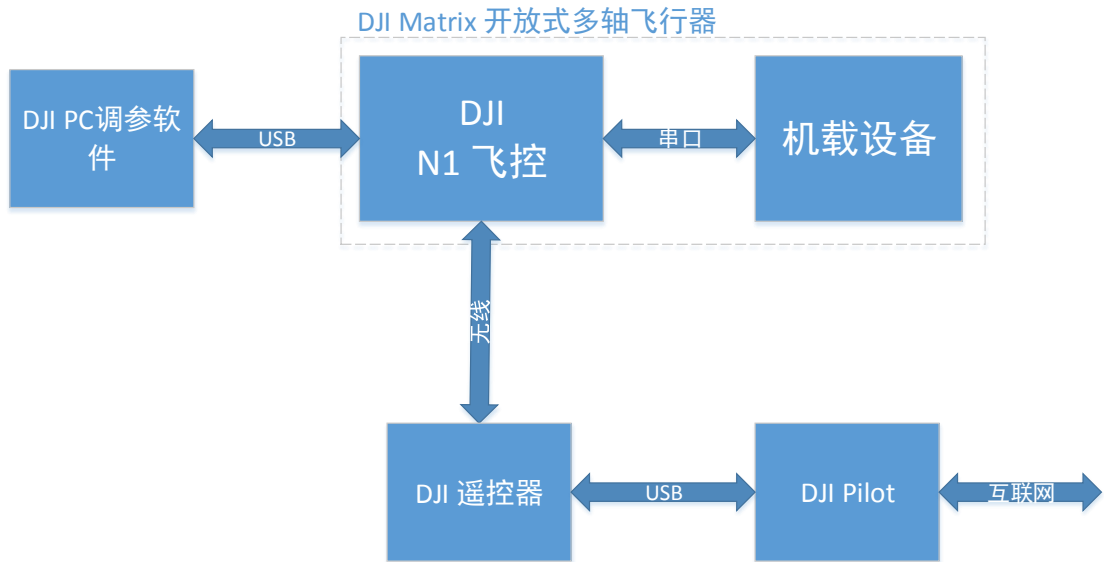 DJI Matrix 开放式多轴飞行器
DJI PC调参软
件
USB
DJI
N1 飞控
串口
机载设备
无线
DJI 遥控器
USB
DJI Pilot
互联网